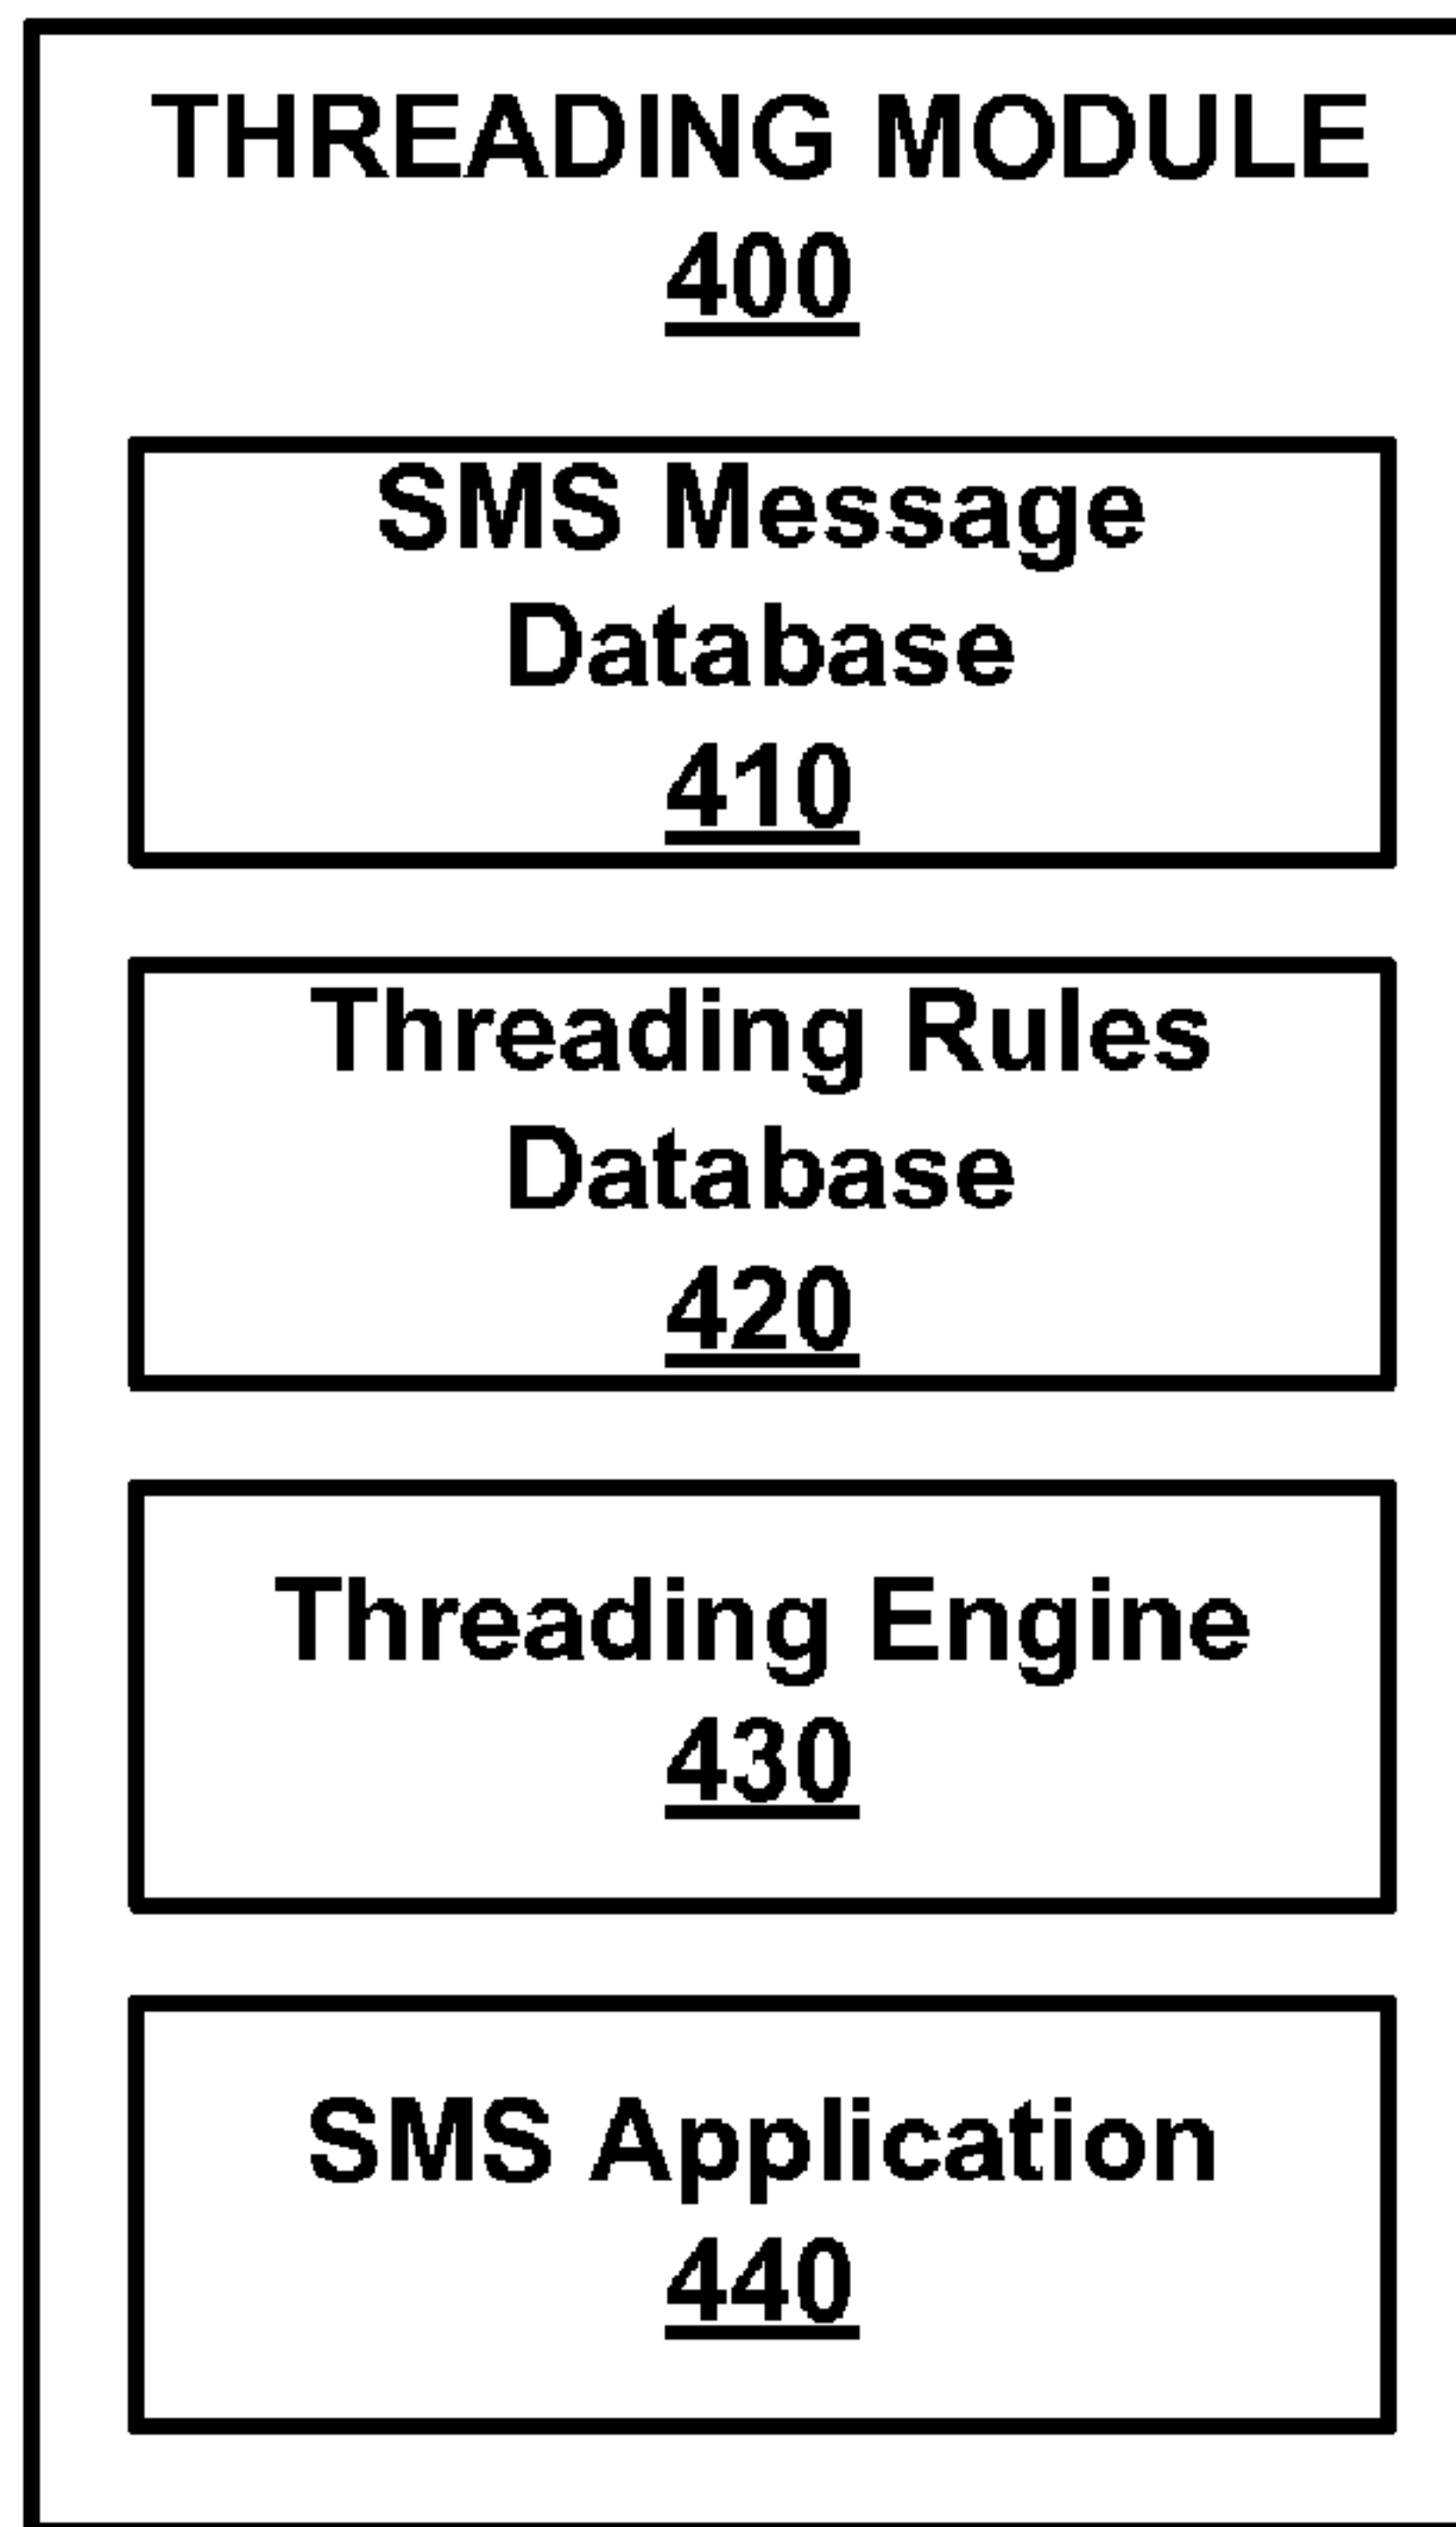 THREADING MODULE
400
SMS Message
Database
410
Threading Rules
Database
420
Threading Engine
430
SMS Application
440